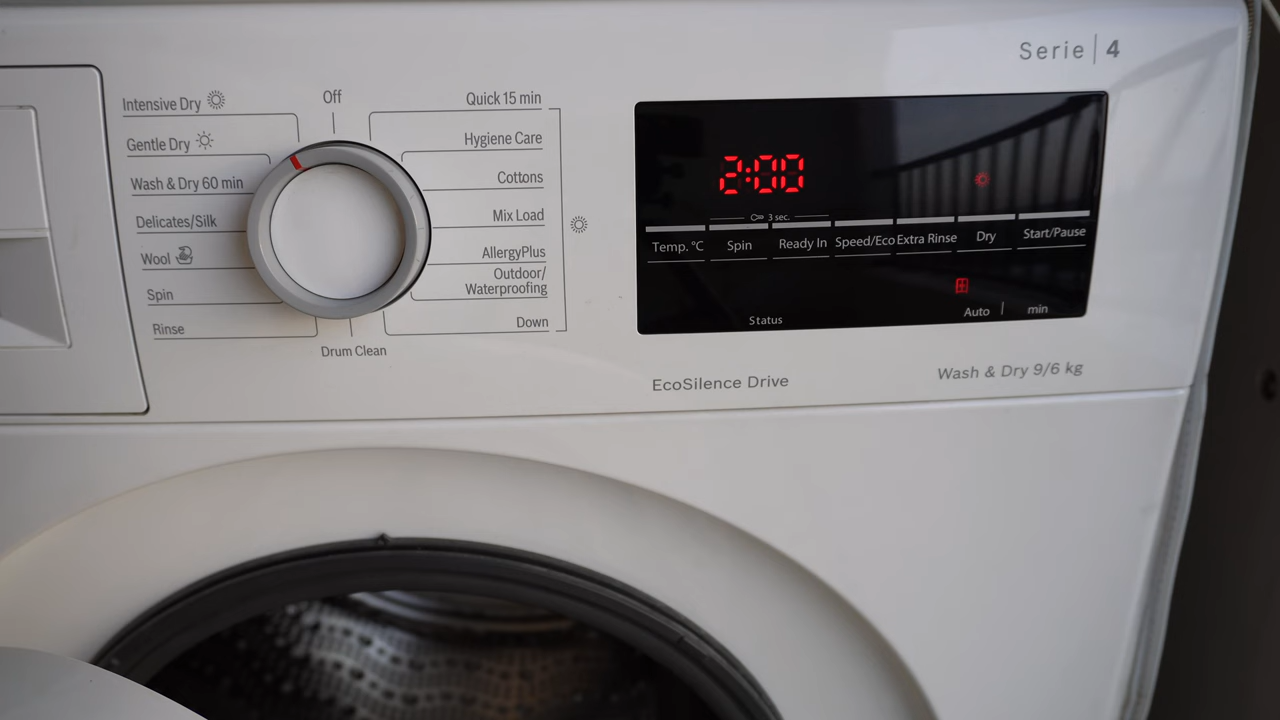 Serie | 4
Intensive Dry
Gentle Dry
Wash & Dry 60 min
Delicates/Silk
Wool
Spin
Rinse
Off
Drum Clean
Quick 15 min
Hygiene Care
Cottons
Mix Load
AllergyPlus
Outdoor/
Waterproofing
Down
2:00
3 sec.
Temp. °C Spin Ready In Speed/Eco Extra Rinse Dry Start/Pause
Status Auto | min
EcoSilence Drive
Wash & Dry 9/6 kg